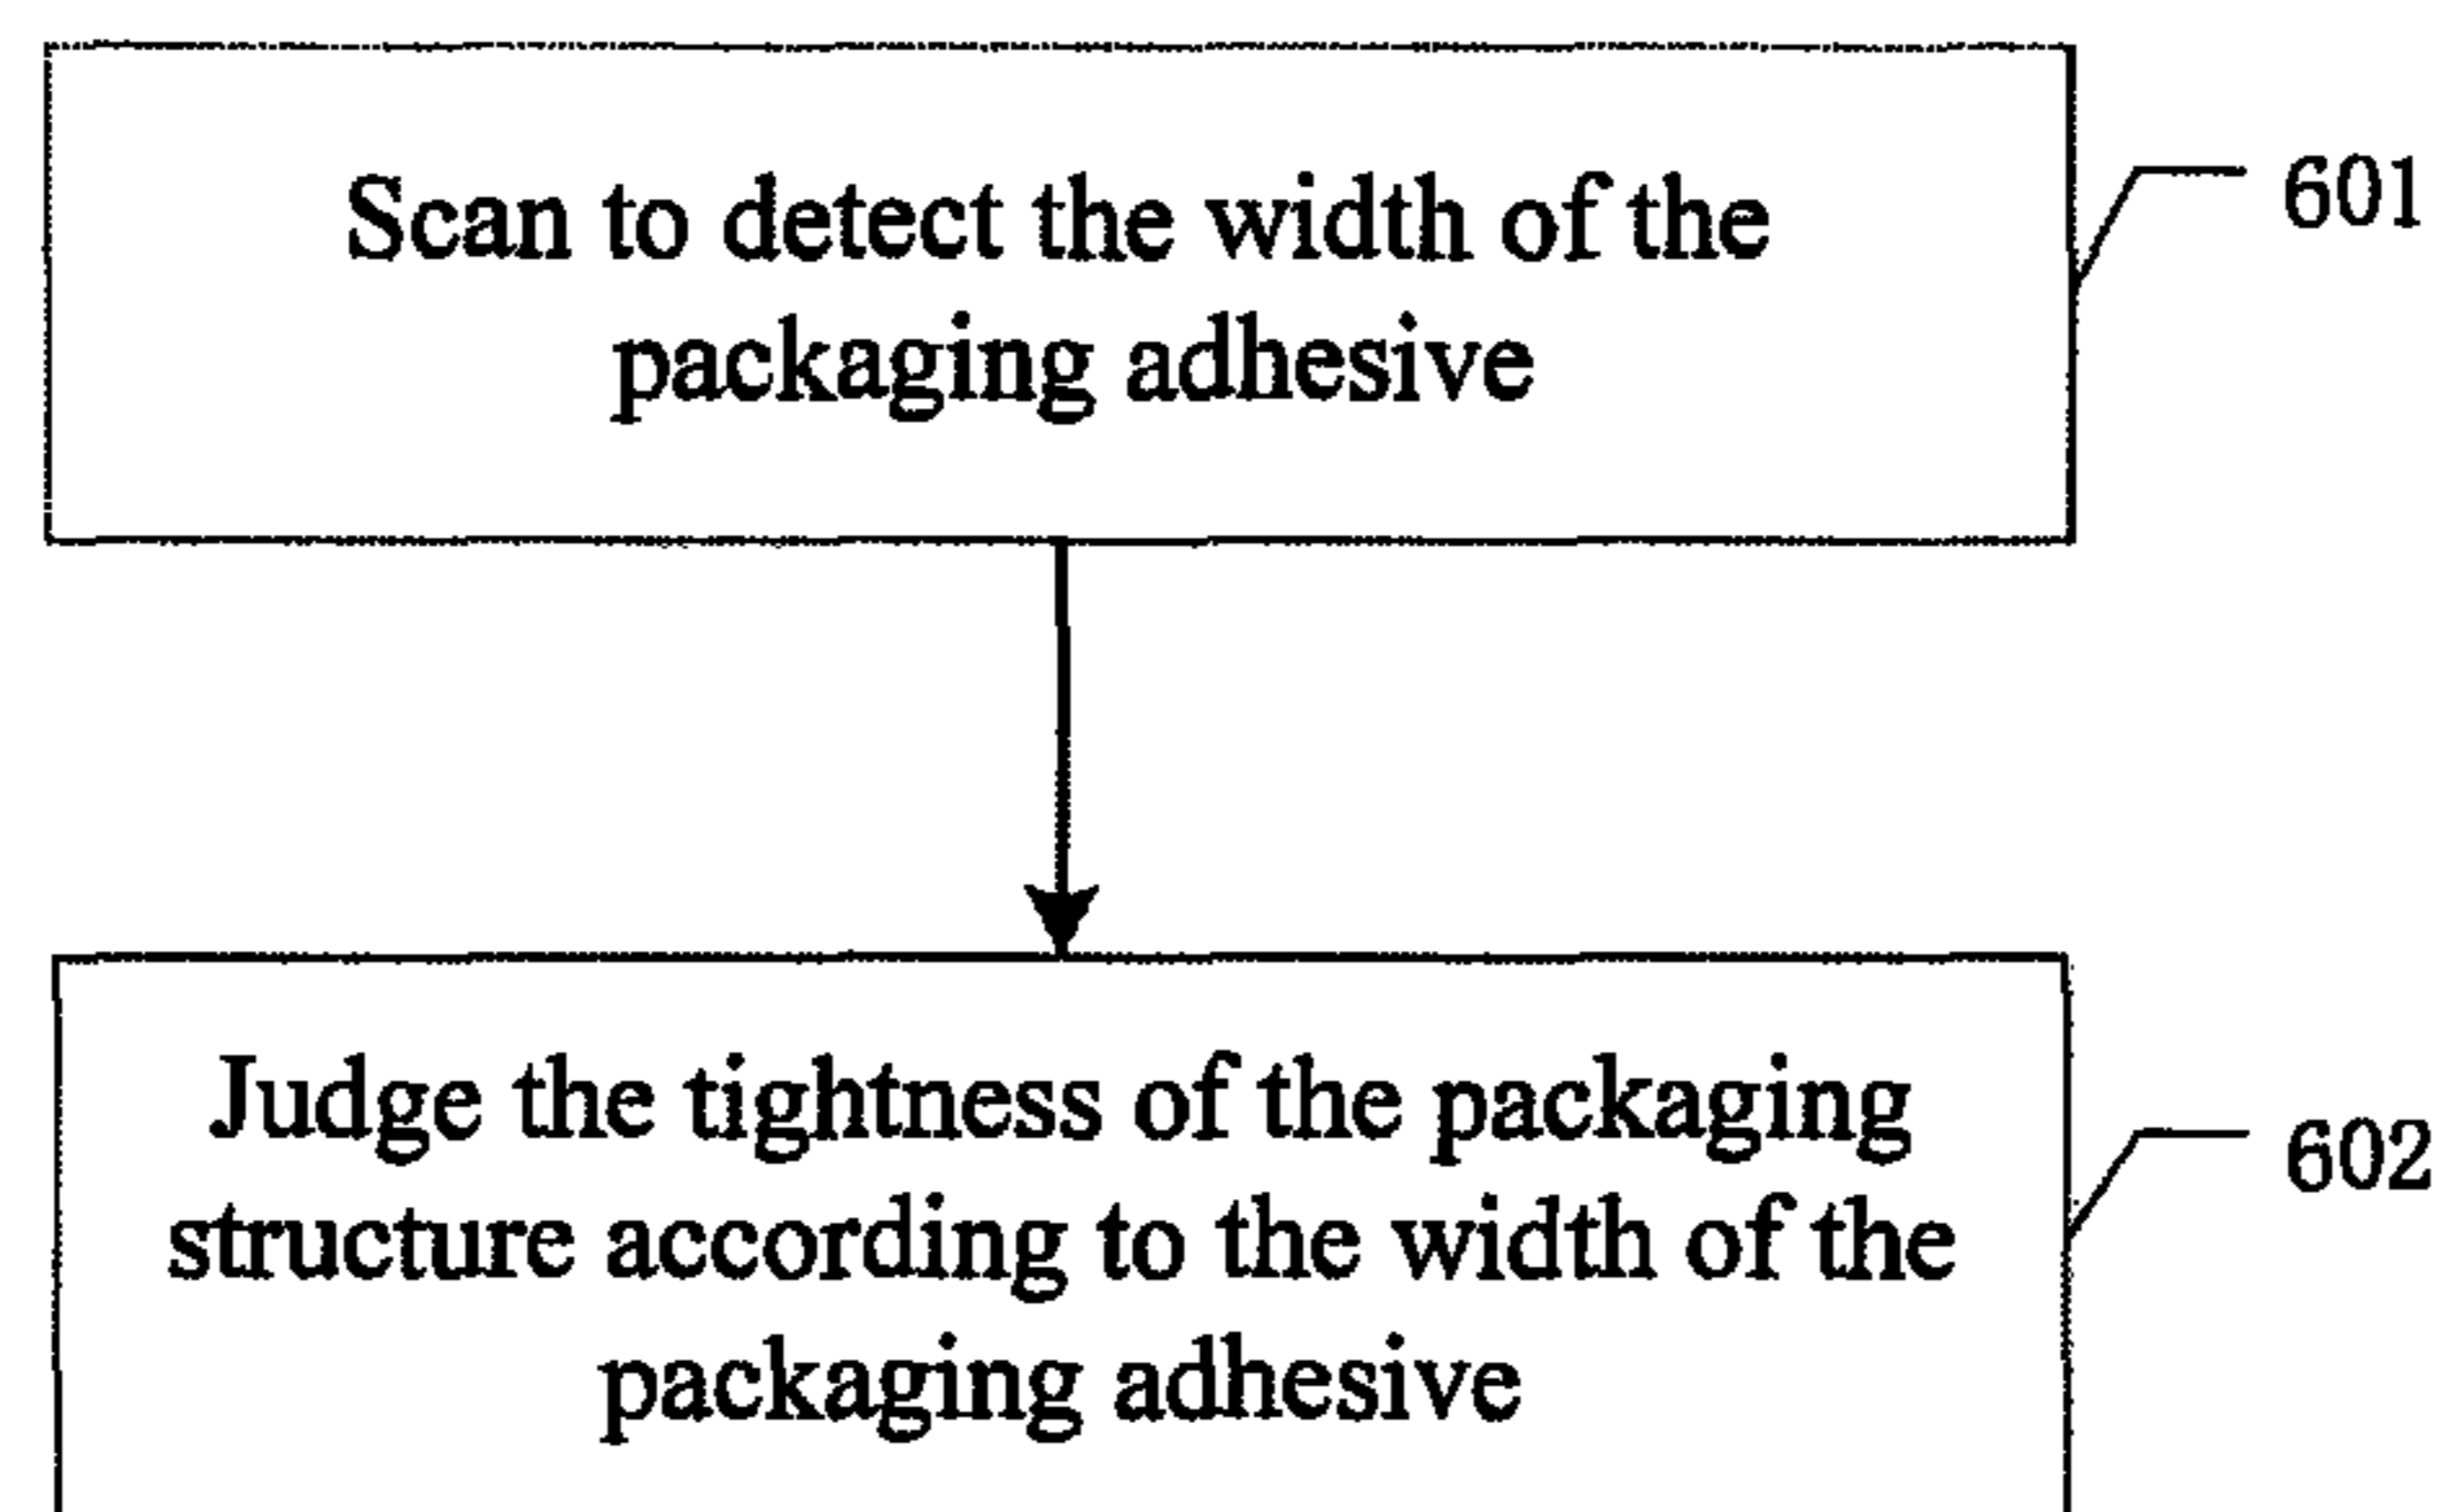 Scan to detect the width of the
packaging adhesive
601
Judge the tightness of the packaging
structure according to the width of the
packaging adhesive
602